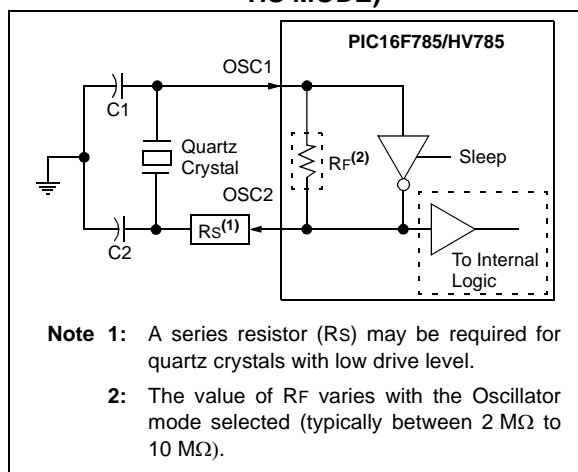 HS MODE)
PIC16F785/HV785
OSC1
C1
Quartz
Crystal
RF(2)
Sleep
OSC2
RS(1)
C2
To Internal
Logic
Note 1: A series resistor (RS) may be required for
quartz crystals with low drive level.
2: The value of RF varies with the Oscillator
mode selected (typically between 2 MΩ to
10 MΩ).